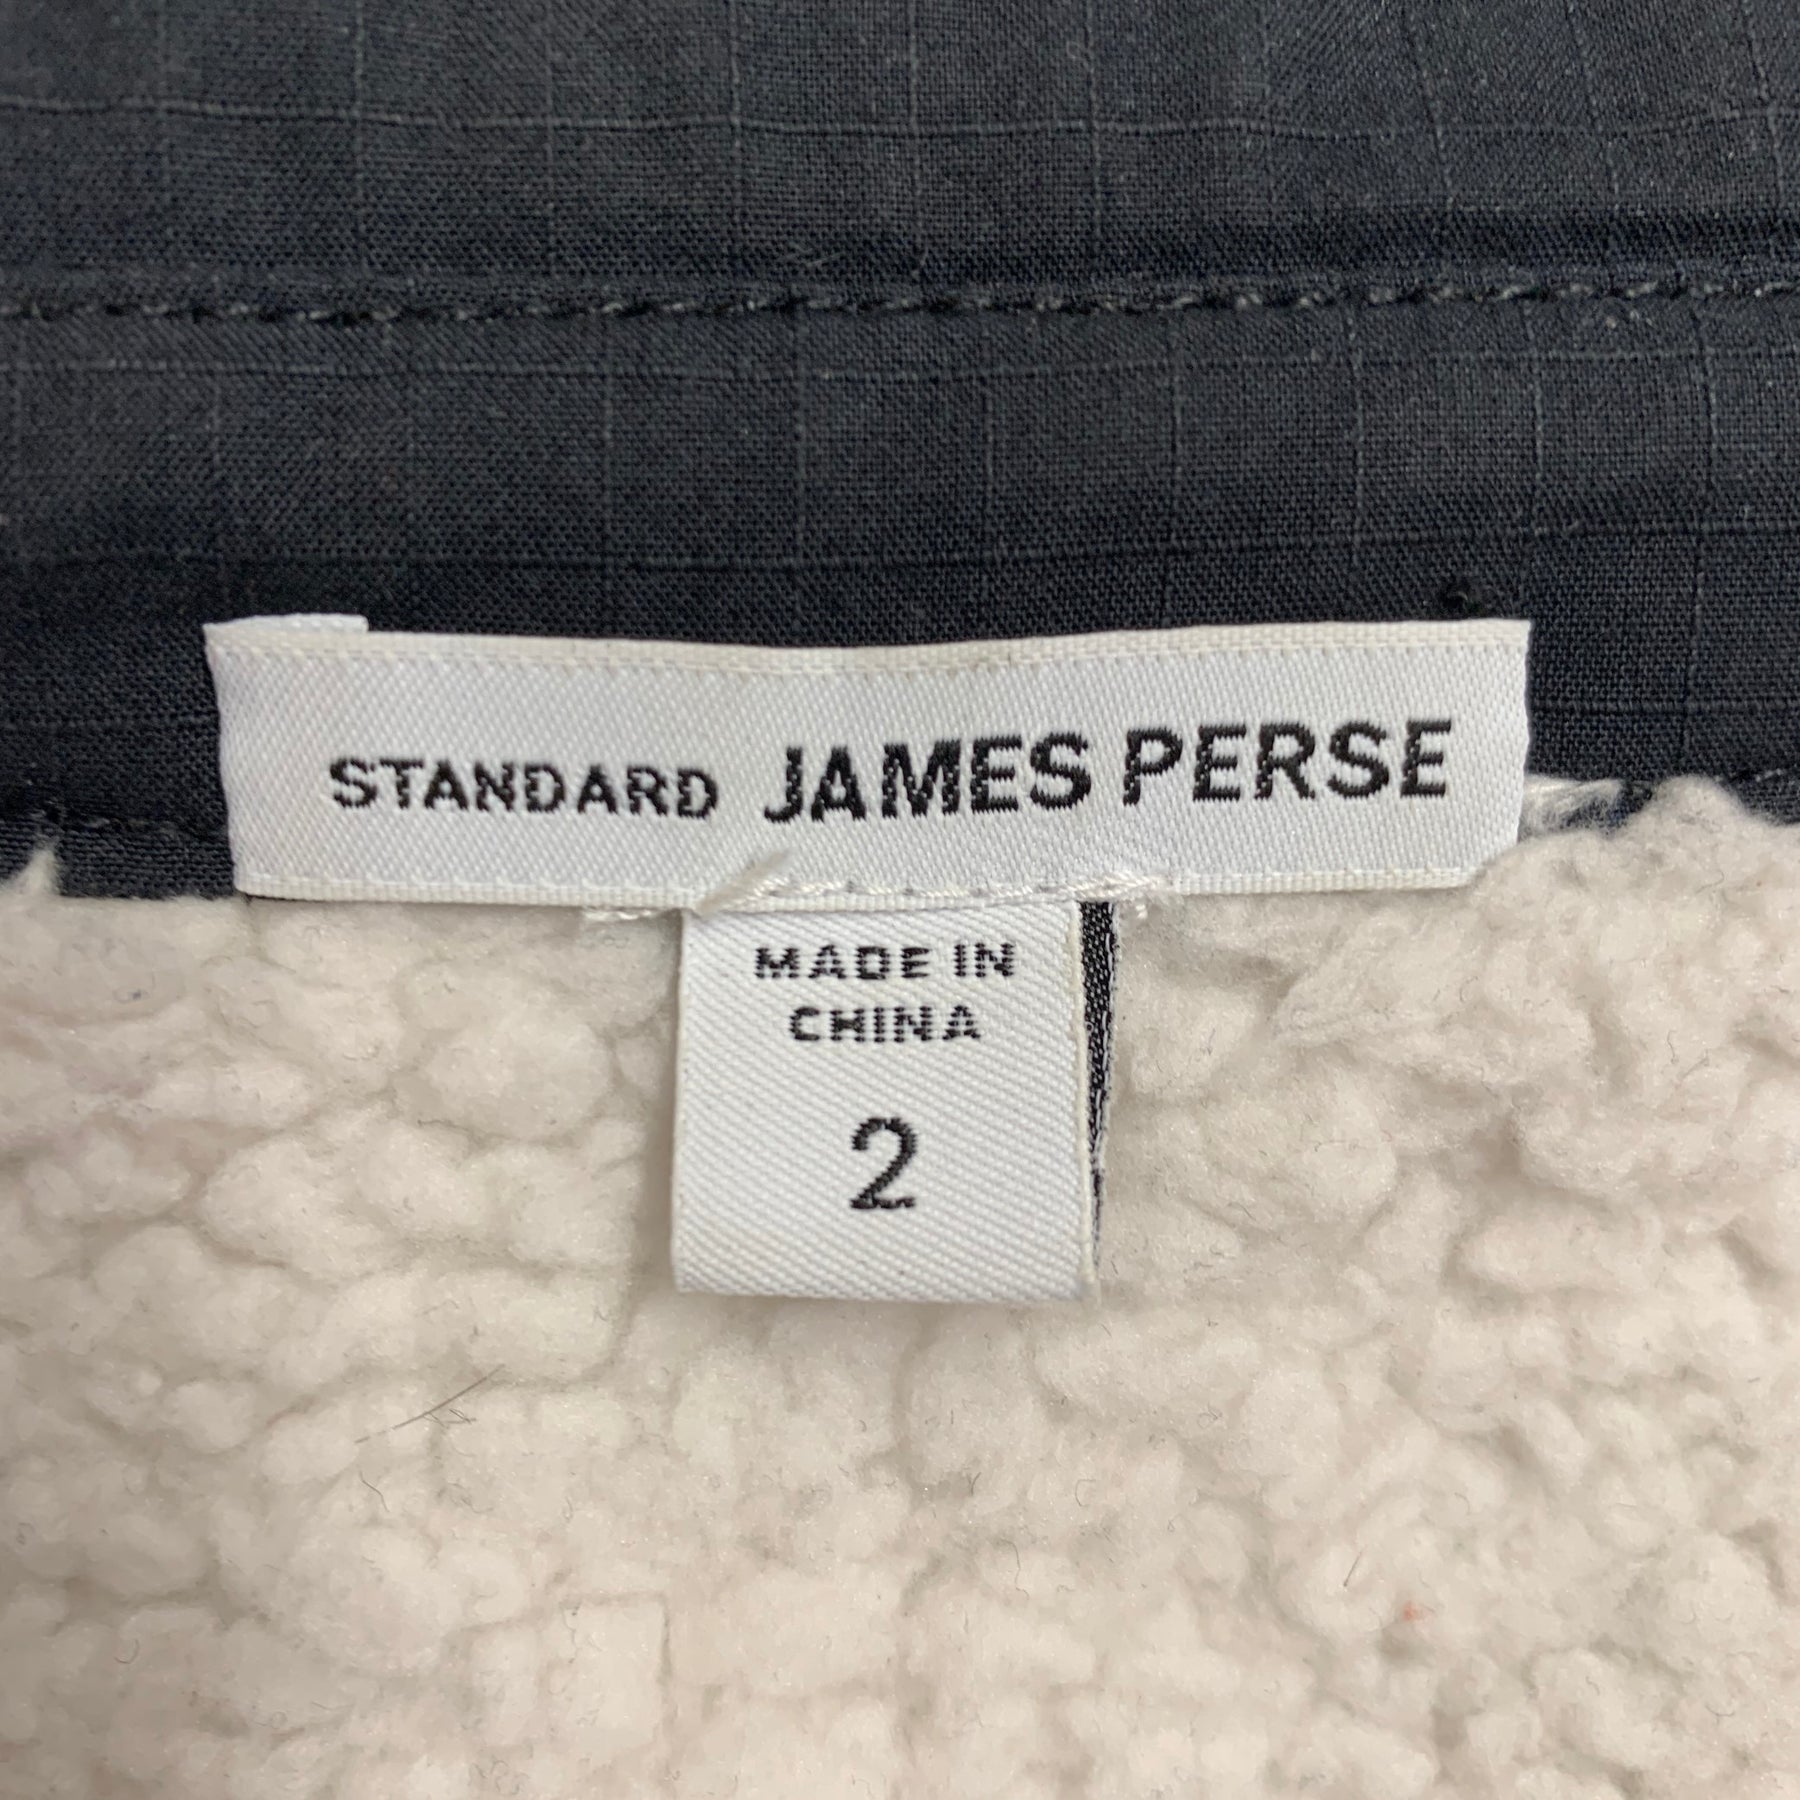 STANDARD JAMES PERSE
MADE IN
CHINA
2